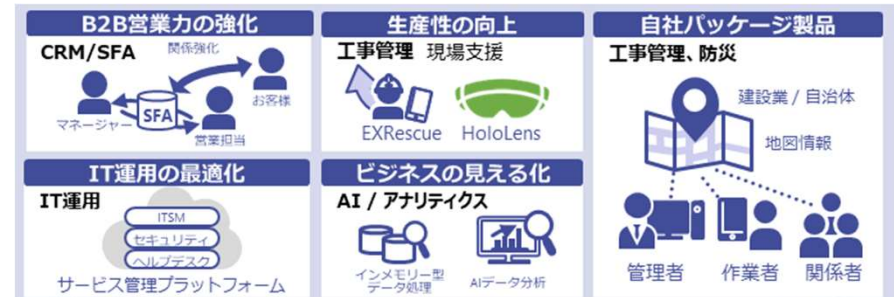 B2B営業力の強化
CRM/SFA
関係強化
お客様
マネージャー
SFA
営業担当
生産性の向上
工事管理 現場支援
EXRescue
HoloLens
自社パッケージ製品
工事管理、防災
建設業 / 自治体
地図情報
管理者
作業者
関係者
IT運用の最適化
IT運用
ITSM
セキュリティ
ヘルプデスク
サービス管理プラットフォーム
ビジネスの見える化
AI / アナリティクス
インメモリー型
データ処理
AIデータ分析